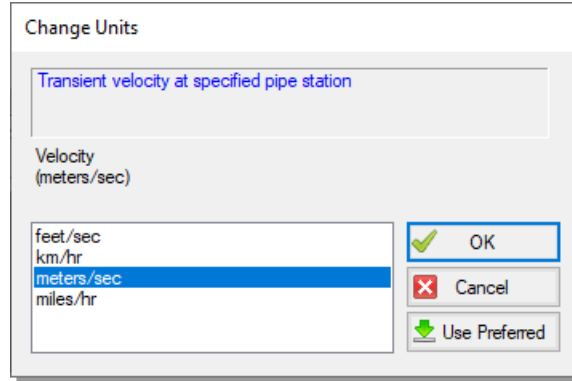 Change Units
Transient velocity at specified pipe station
Velocity
(meters/sec)
feet/sec
km/hr
meters/sec
miles/hr
OK
Cancel
Use Preferred